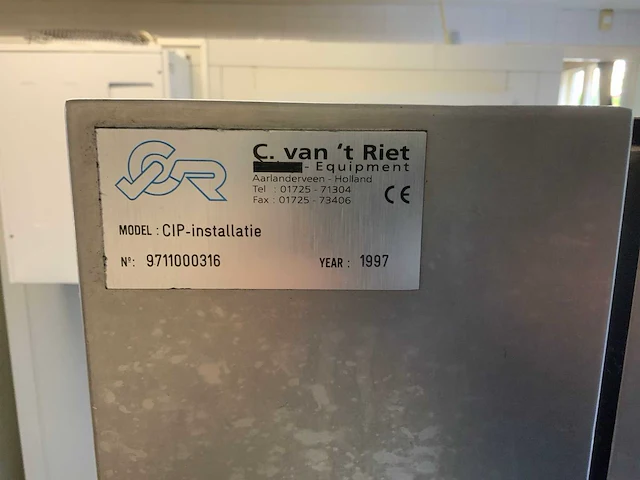 CR
C. van 't Riet
- Equipment
Aarlanderveen - Holland
Tel : 01725 - 71304
Fax : 01725 - 73406
CE
MODEL : CIP-installatie
Nº: 9711000316 YEAR : 1997